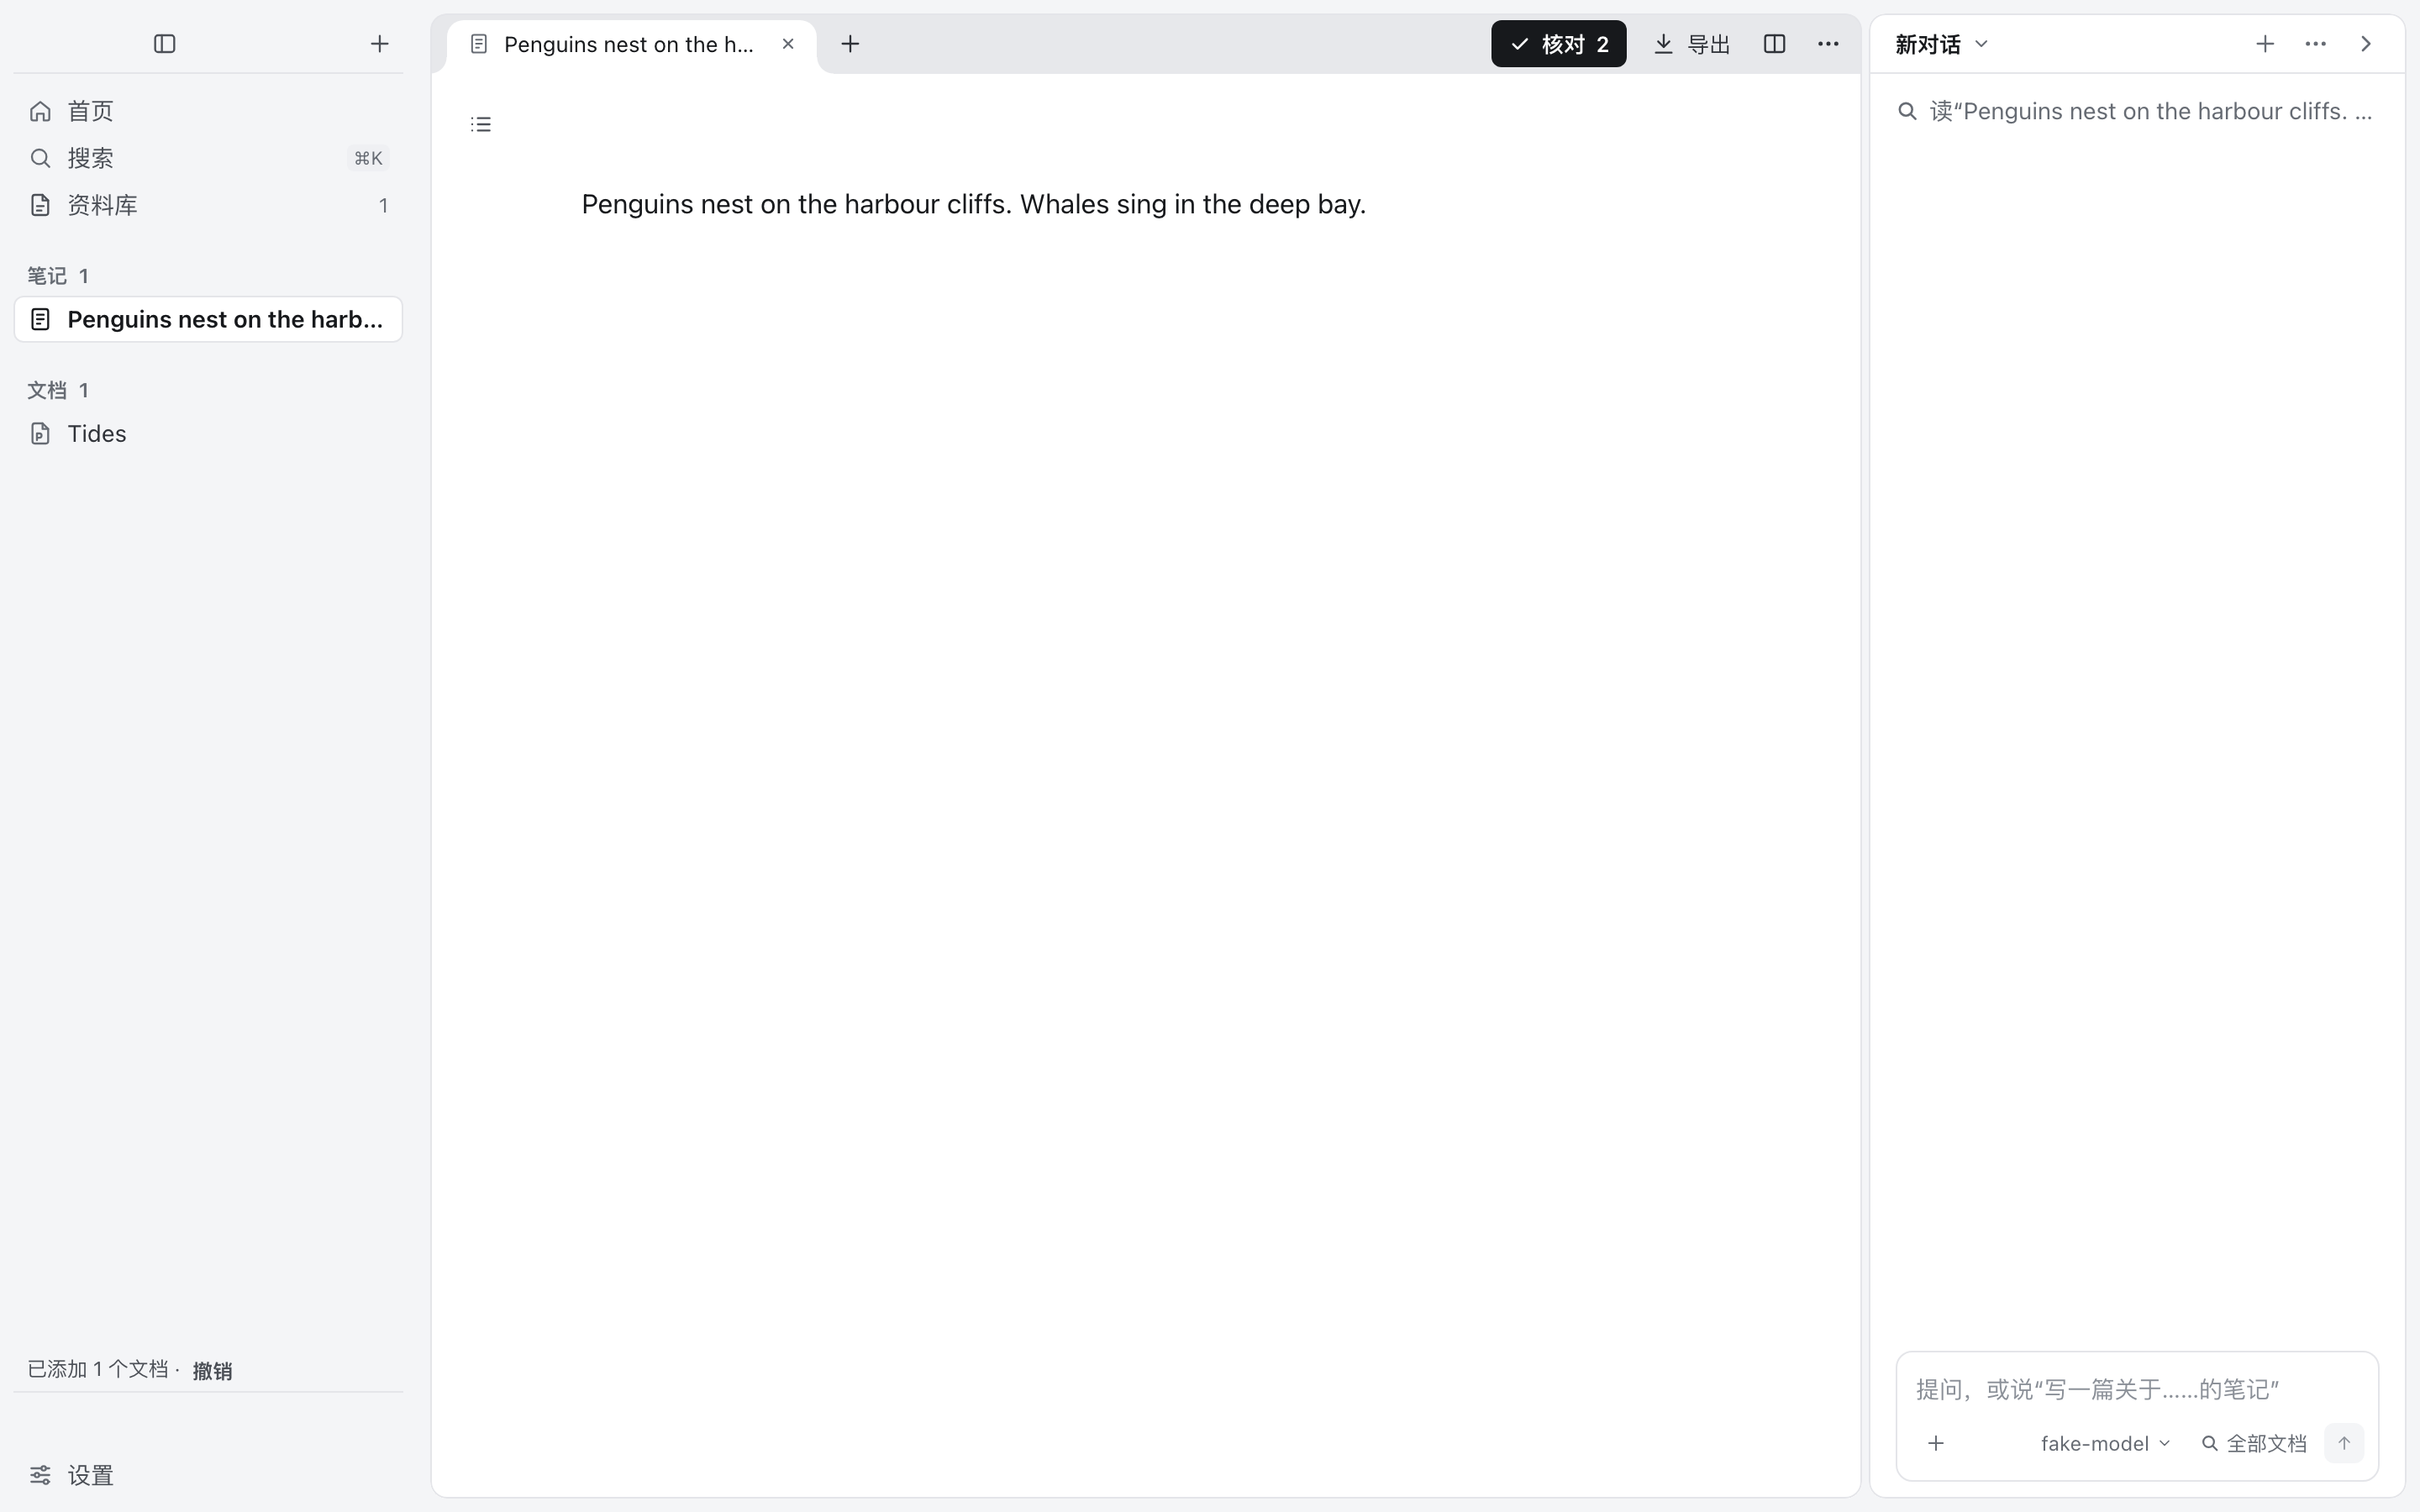 Penguins nest on the h...
核对 2
导出
新对话
首页
搜索 ⌘K
资料库 1
笔记 1
Penguins nest on the harb...
文档 1
Tides
已添加 1 个文档 · 撤销
设置
Penguins nest on the harbour cliffs. Whales sing in the deep bay.
读“Penguins nest on the harbour cliffs. ...
提问，或说“写一篇关于……的笔记”
fake-model
全部文档